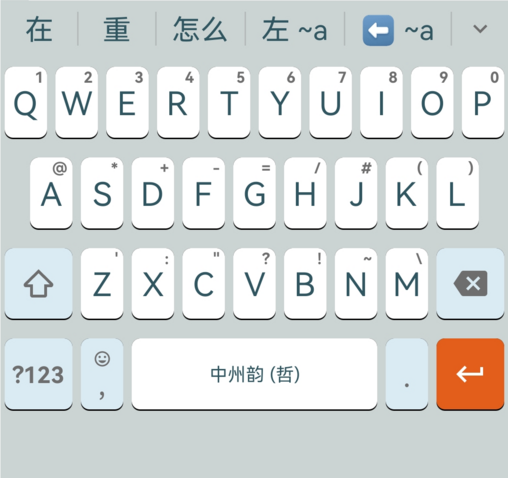 在 重 怎么 左 ~a ⬅️ ~a
1 2 3 4 5 6 7 8 9 0
Q W E R T Y U I O P
@ * + - = / # ( )
A S D F G H J K L
' : " ? ! ~ \
Z X C V B N M
?123 , 中州韵 (哲) .